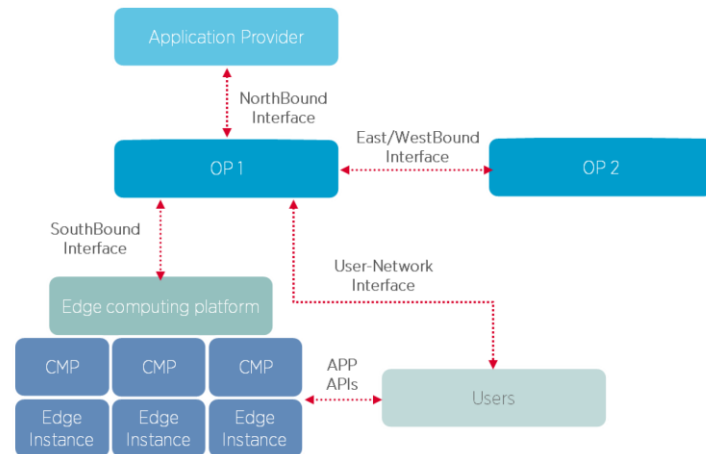 Application Provider
NorthBound
Interface
East/WestBound
Interface
OP 1
OP 2
SouthBound
Interface
User-Network
Interface
Edge computing platform
CMP
CMP
CMP
APP
APIs
Users
Edge
Instance
Edge
Instance
Edge
Instance